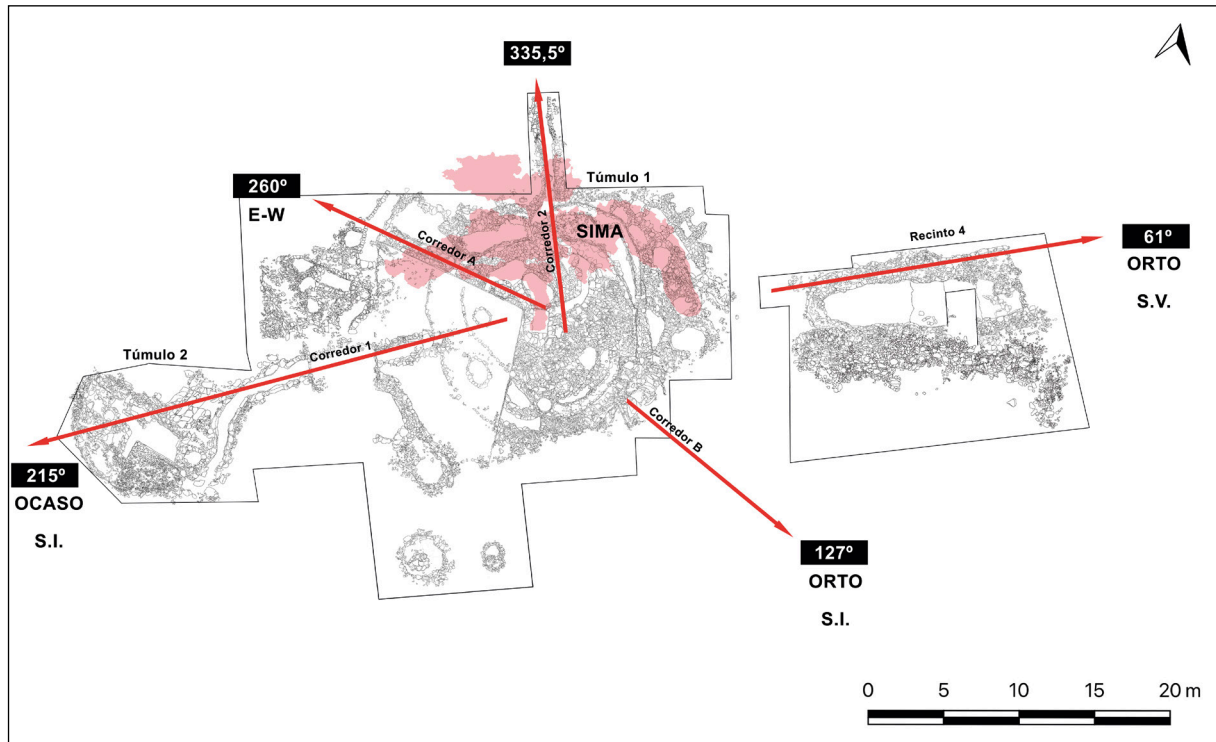 335,5º
Túmulo 1
260º
E-W
Corredor A
Corredor 2
SIMA
Recinto 4
61º
ORTO
S.V.
Túmulo 2
Corredor 1
Corredor B
215º
OCASO
S.I.
127º
ORTO
S.I.
0 5 10 15 20 m